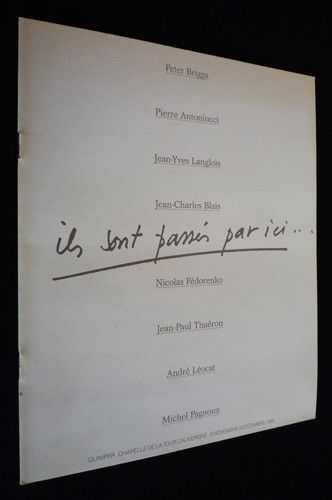 Peter Briggs
Pierre Antoniucci
Jean-Yves Langlois
Jean-Charles Blais
ils sont passés par ici...
Nicolas Fédorenko
Jean-Paul Thaéron
André Léocat
Michel Pagnoux
QUIMPER, CHAPELLE DE LA TOUR D'AUVERGNE,